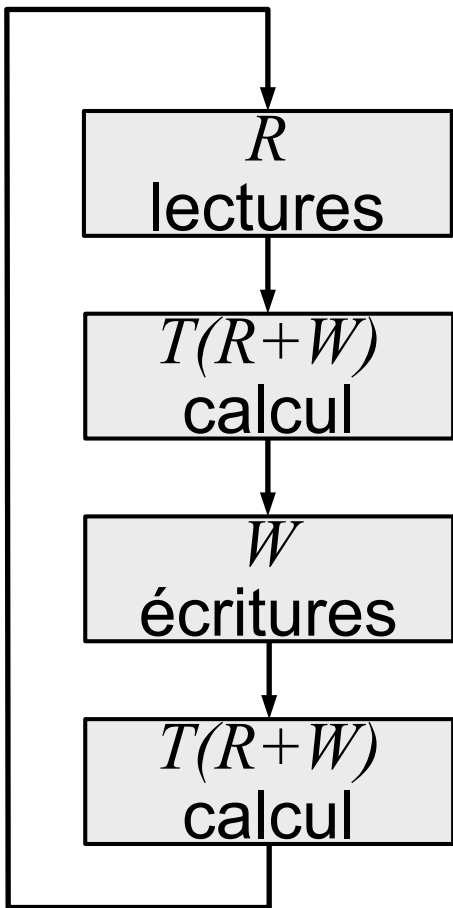 R
lectures
T(R+W)
calcul
W
écritures
T(R+W)
calcul